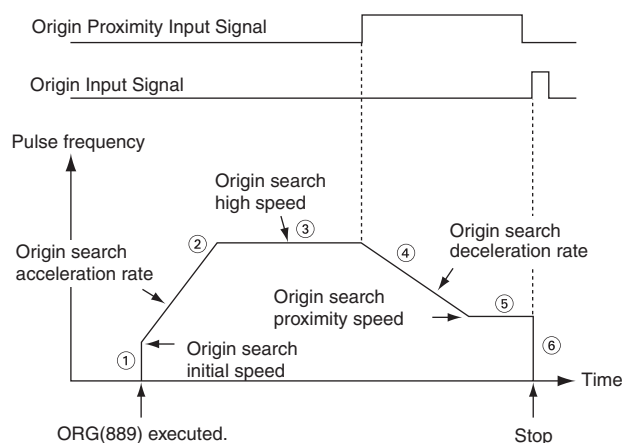 Origin Proximity Input Signal
Origin Input Signal
Pulse frequency
Origin search
high speed
②
③
④
Origin search
acceleration rate
Origin search
deceleration rate
Origin search
proximity speed
⑤
①
Origin search
initial speed
⑥
Time
ORG(889) executed.
Stop